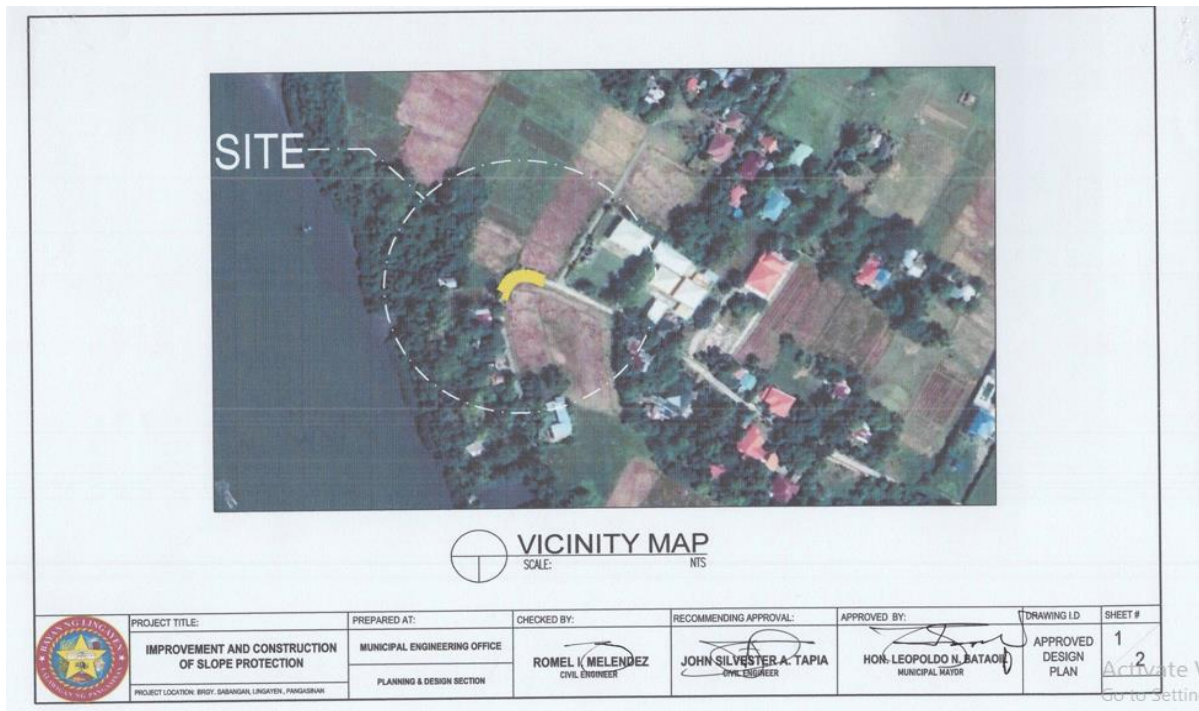 SITE
VICINITY MAP
SCALE: NTS
BAYAN NG LINGAYEN
PROJECT TITLE:
IMPROVEMENT AND CONSTRUCTION
OF SLOPE PROTECTION
PROJECT LOCATION: BRGY. SABANGAN, LINGAYEN, PANGASINAN
PREPARED AT:
MUNICIPAL ENGINEERING OFFICE
PLANNING & DESIGN SECTION
CHECKED BY:
ROMEL I. MELENDEZ
CIVIL ENGINEER
RECOMMENDING APPROVAL:
JOHN SILVESTER A. TAPIA
CIVIL ENGINEER
APPROVED BY:
HON. LEOPOLDO N. BATAOIL
MUNICIPAL MAYOR
DRAWING I.D
APPROVED
DESIGN
PLAN
SHEET #
1
2
Activate
Go to Settin